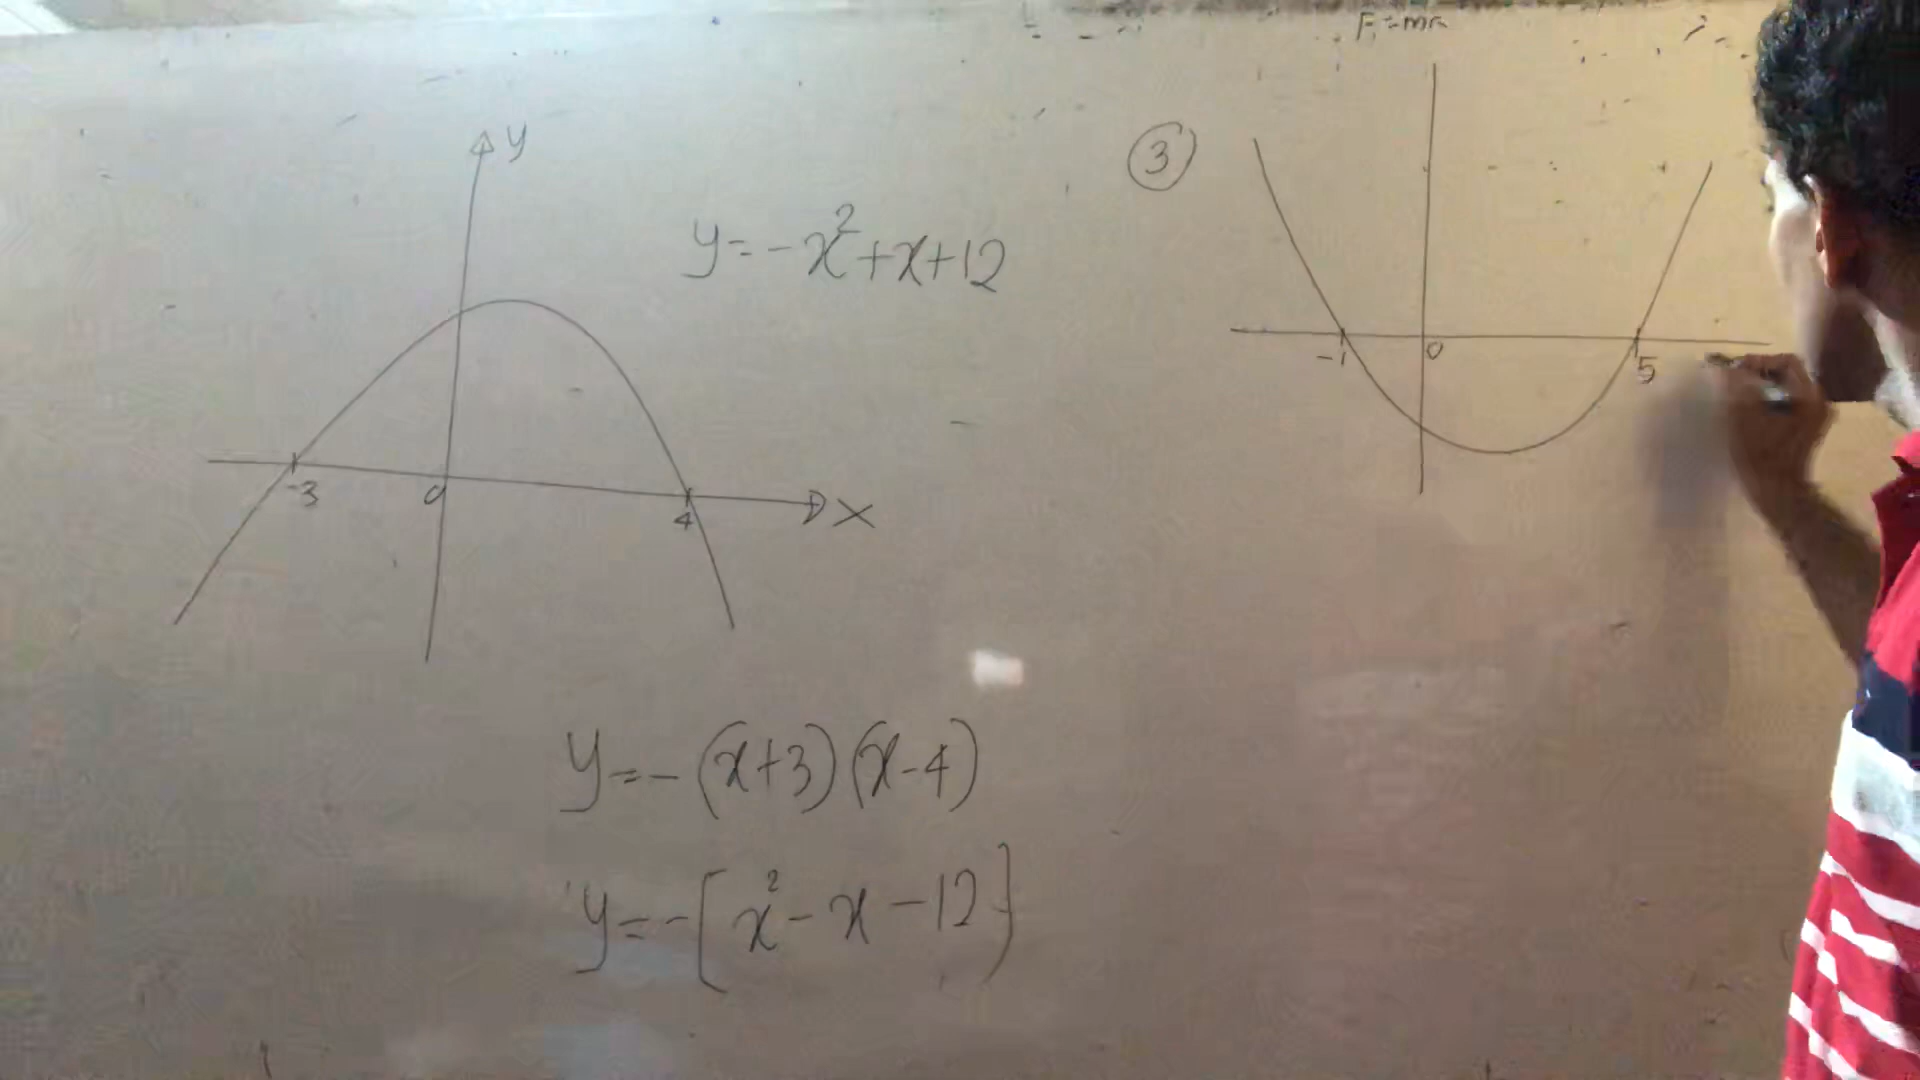 F = ma
y
y = -x² + x + 12
-3
0
4
X
y = -(x+3)(x-4)
y = -[x² - x - 12]
3
-1
0
5